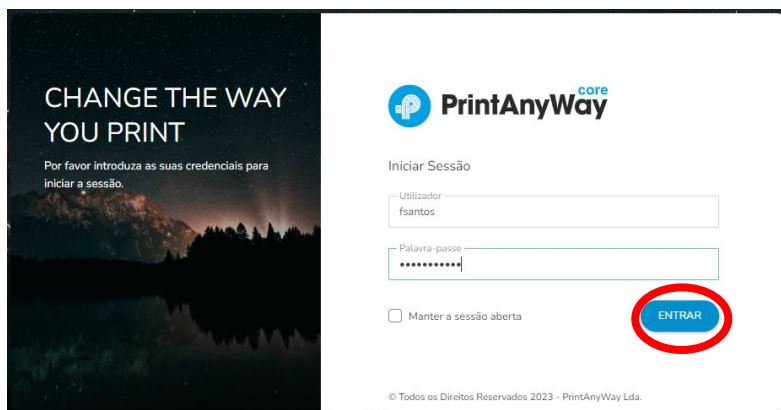 CHANGE THE WAY
YOU PRINT
Por favor introduza as suas credenciais para
iniciar a sessão.
PrintAnyWay
core
Iniciar Sessão
Utilizador
fsantos
Palavra-passe
•••••••••••
Manter a sessão aberta
ENTRAR
© Todos os Direitos Reservados 2023 - PrintAnyWay Lda.